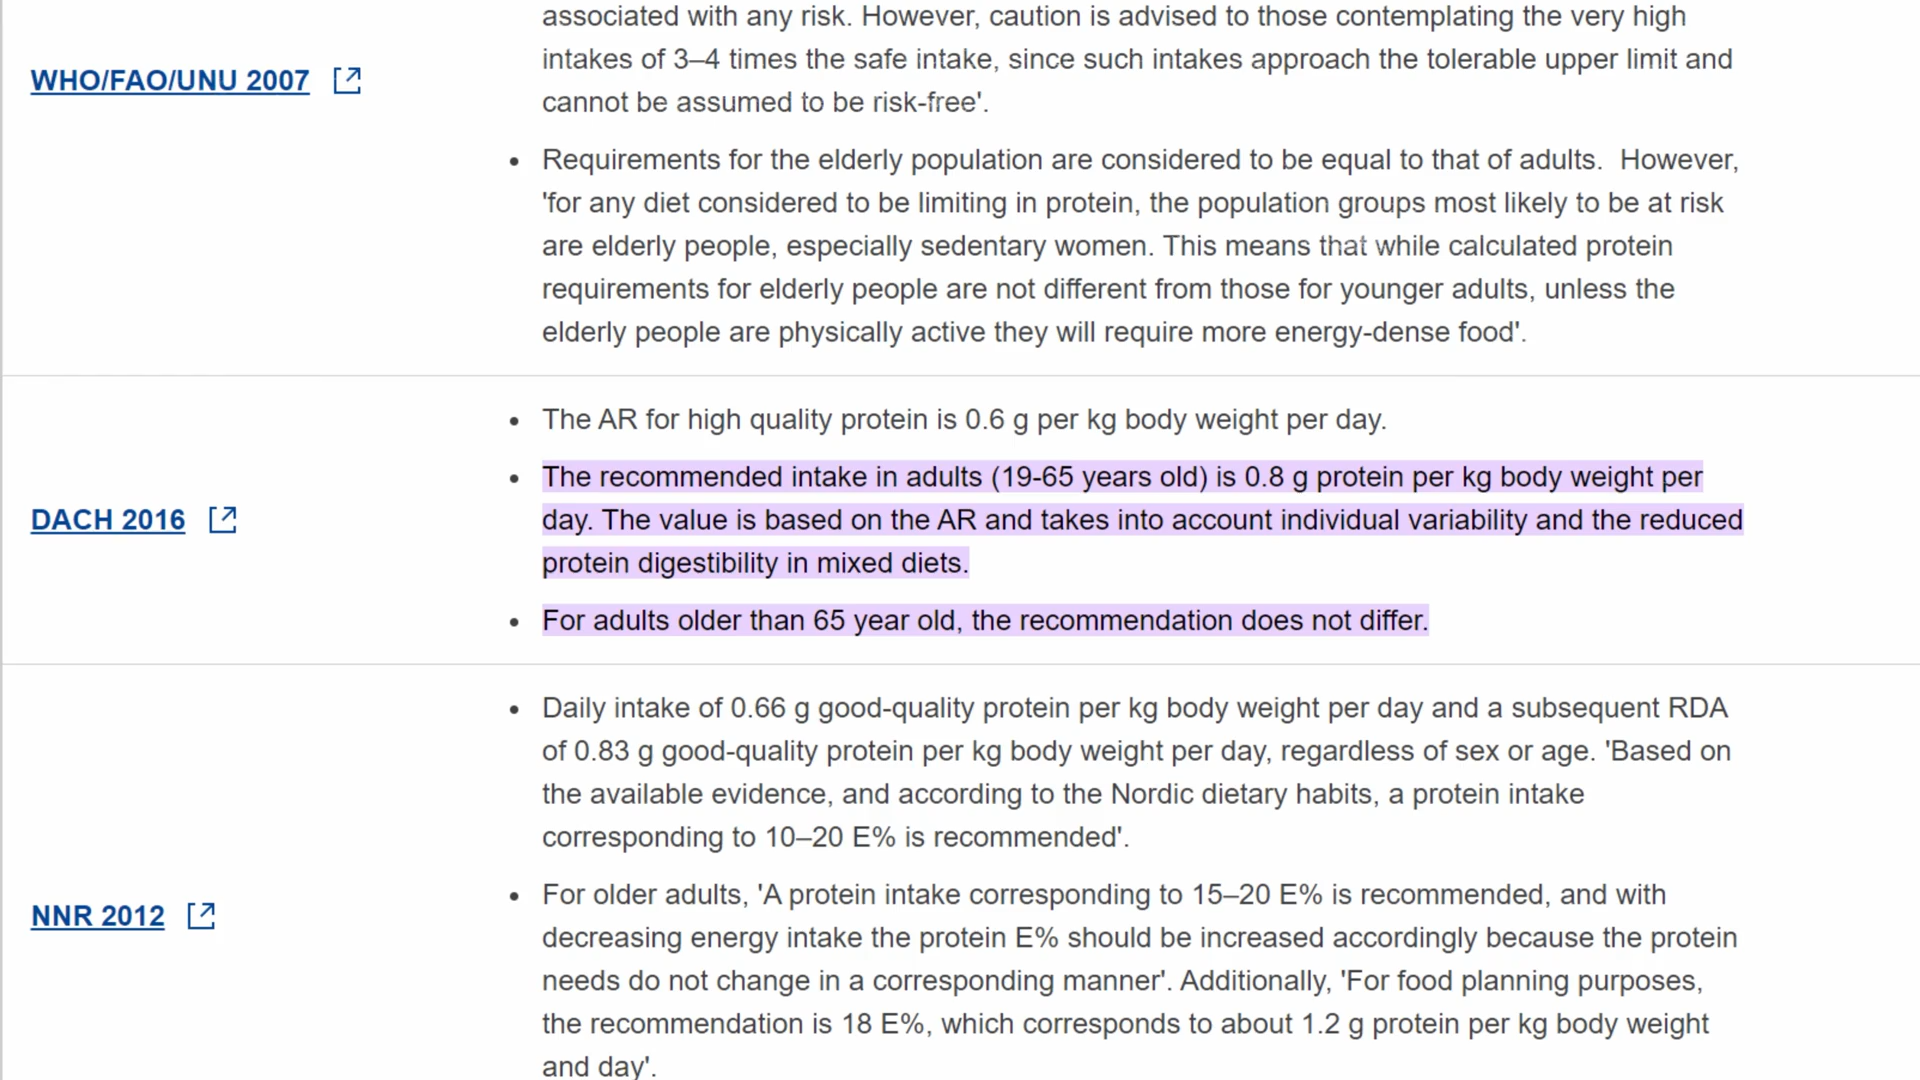 associated with any risk. However, caution is advised to those contemplating the very high
intakes of 3–4 times the safe intake, since such intakes approach the tolerable upper limit and
cannot be assumed to be risk-free'.
WHO/FAO/UNU 2007
Requirements for the elderly population are considered to be equal to that of adults.  However,
'for any diet considered to be limiting in protein, the population groups most likely to be at risk
are elderly people, especially sedentary women. This means that while calculated protein
requirements for elderly people are not different from those for younger adults, unless the
elderly people are physically active they will require more energy-dense food'.
DACH 2016
The AR for high quality protein is 0.6 g per kg body weight per day.
The recommended intake in adults (19-65 years old) is 0.8 g protein per kg body weight per
day. The value is based on the AR and takes into account individual variability and the reduced
protein digestibility in mixed diets.
For adults older than 65 year old, the recommendation does not differ.
NNR 2012
Daily intake of 0.66 g good-quality protein per kg body weight per day and a subsequent RDA
of 0.83 g good-quality protein per kg body weight per day, regardless of sex or age. 'Based on
the available evidence, and according to the Nordic dietary habits, a protein intake
corresponding to 10–20 E% is recommended'.
For older adults, 'A protein intake corresponding to 15–20 E% is recommended, and with
decreasing energy intake the protein E% should be increased accordingly because the protein
needs do not change in a corresponding manner'. Additionally, 'For food planning purposes,
the recommendation is 18 E%, which corresponds to about 1.2 g protein per kg body weight
and day'.